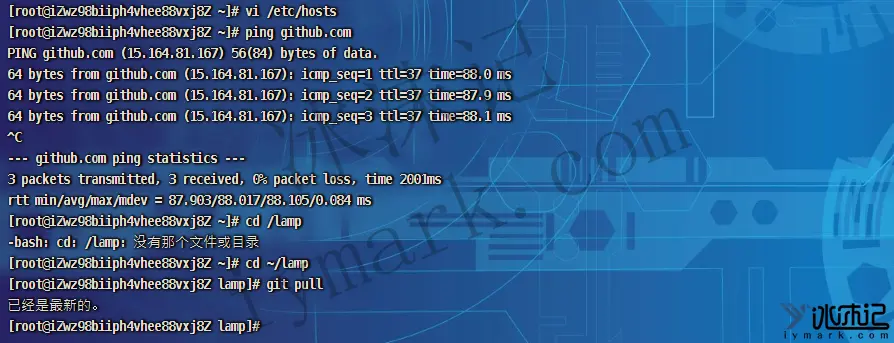 [root@iZwz98biiph4vhee88vxj8Z ~]# vi /etc/hosts
[root@iZwz98biiph4vhee88vxj8Z ~]# ping github.com
PING github.com (15.164.81.167) 56(84) bytes of data.
64 bytes from github.com (15.164.81.167): icmp_seq=1 ttl=37 time=88.0 ms
64 bytes from github.com (15.164.81.167): icmp_seq=2 ttl=37 time=87.9 ms
64 bytes from github.com (15.164.81.167): icmp_seq=3 ttl=37 time=88.1 ms
^C
--- github.com ping statistics ---
3 packets transmitted, 3 received, 0% packet loss, time 2001ms
rtt min/avg/max/mdev = 87.903/88.017/88.105/0.084 ms
[root@iZwz98biiph4vhee88vxj8Z ~]# cd /lamp
-bash: cd: /lamp: 没有那个文件或目录
[root@iZwz98biiph4vhee88vxj8Z ~]# cd ~/lamp
[root@iZwz98biiph4vhee88vxj8Z lamp]# git pull
已经是最新的。
[root@iZwz98biiph4vhee88vxj8Z lamp]#
冰沫记
iymark.com
冰沫记
iymark.com